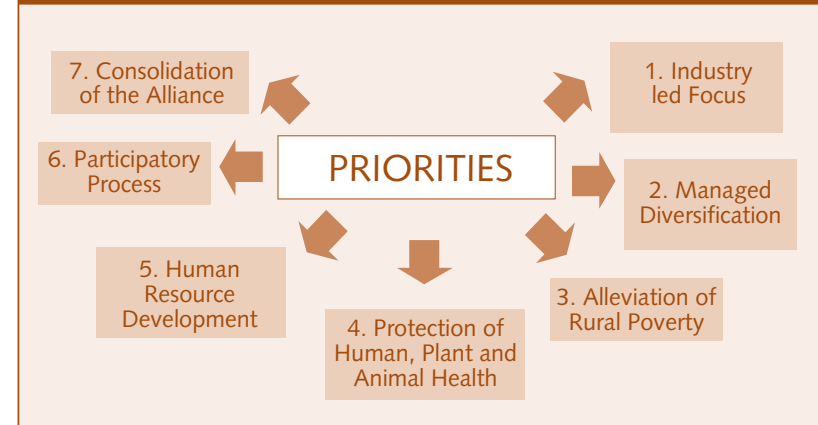 PRIORITIES
1. Industry
led Focus
2. Managed
Diversification
3. Alleviation of
Rural Poverty
4. Protection of
Human, Plant and
Animal Health
5. Human
Resource
Development
6. Participatory
Process
7. Consolidation
of the Alliance